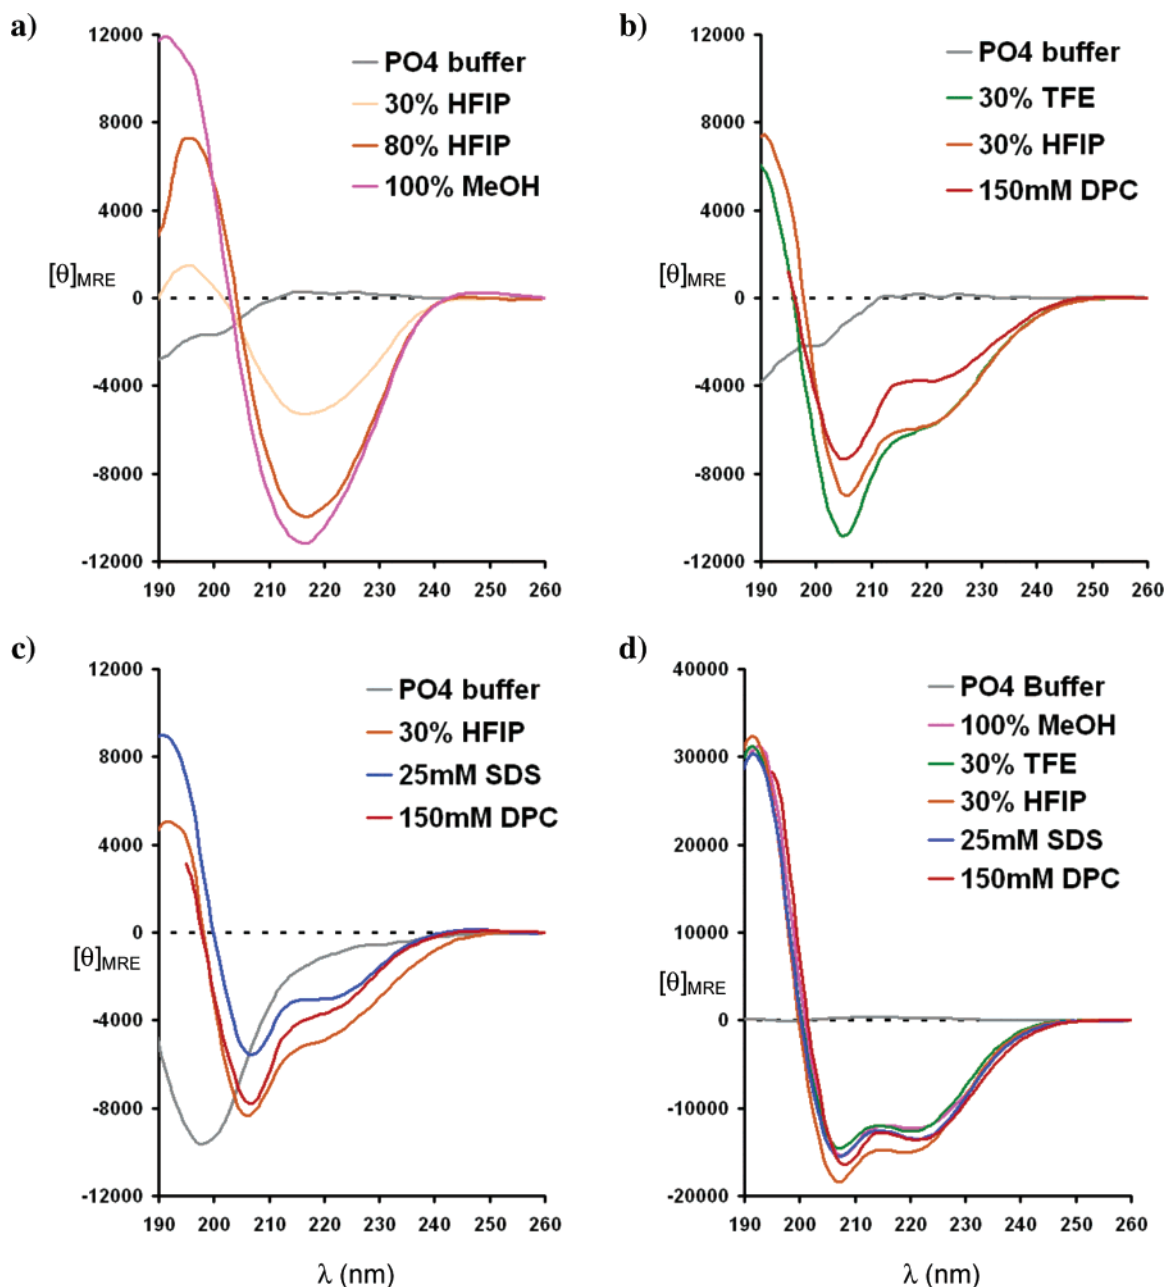 a)
12000
8000
4000
0
-4000
-8000
-12000
[θ]MRE
PO4 buffer
30% HFIP
80% HFIP
100% MeOH
190 200 210 220 230 240 250 260
b)
12000
8000
4000
0
-4000
-8000
-12000
PO4 buffer
30% TFE
30% HFIP
150mM DPC
190 200 210 220 230 240 250 260
c)
12000
8000
4000
0
[θ]MRE
-4000
-8000
-12000
PO4 buffer
30% HFIP
25mM SDS
150mM DPC
190 200 210 220 230 240 250 260
λ (nm)
d)
40000
30000
20000
10000
[θ]MRE
0
-10000
-20000
PO4 Buffer
100% MeOH
30% TFE
30% HFIP
25mM SDS
150mM DPC
190 200 210 220 230 240 250 260
λ (nm)